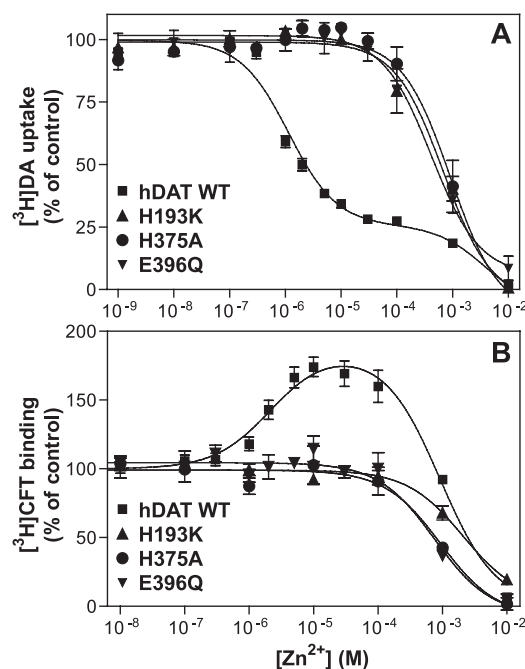 A
[³H]DA uptake
(% of control)
100
75
50
25
0
hDAT WT
H193K
H375A
E396Q
10⁻⁹ 10⁻⁸ 10⁻⁷ 10⁻⁶ 10⁻⁵ 10⁻⁴ 10⁻³ 10⁻²
B
[³H]CFT binding
(% of control)
200
150
100
50
0
hDAT WT
H193K
H375A
E396Q
10⁻⁸ 10⁻⁷ 10⁻⁶ 10⁻⁵ 10⁻⁴ 10⁻³ 10⁻²
[Zn²⁺] (M)